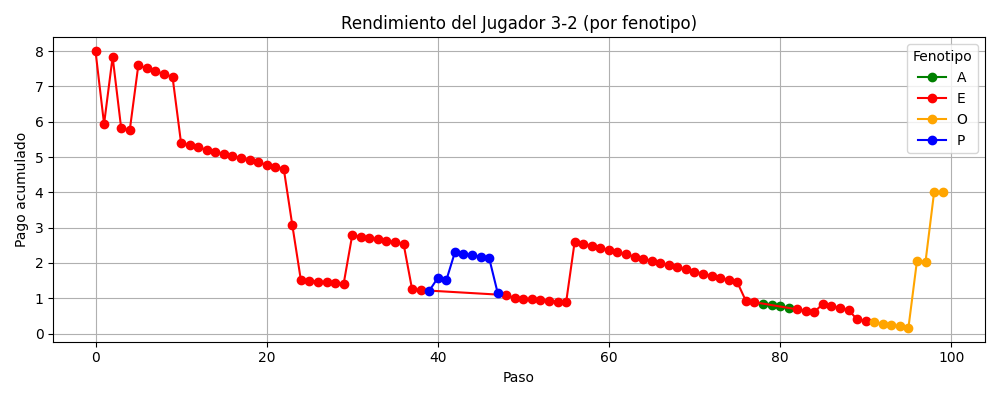 Rendimiento del Jugador 3-2 (por fenotipo)
Pago acumulado
8
7
6
5
4
3
2
1
0
Fenotipo
A
E
O
P
0
20
40
60
80
100
Paso